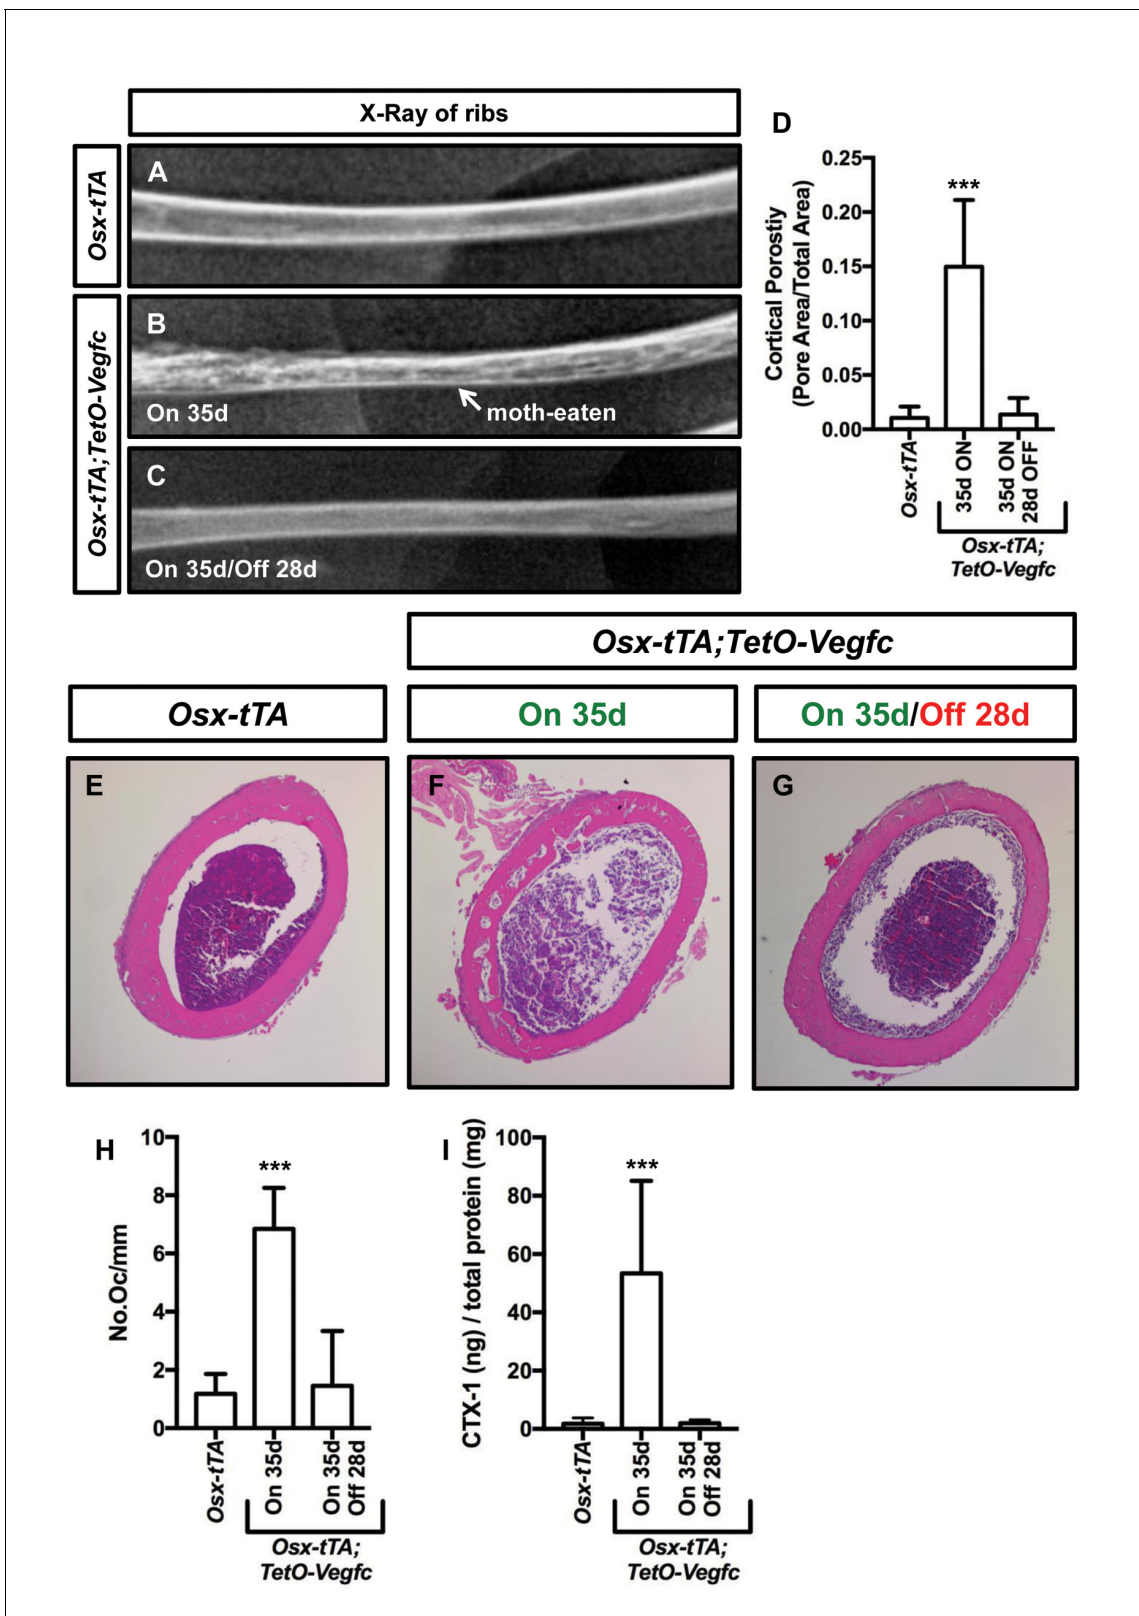 X-Ray of ribs
Osx-tTA
A
Osx-tTA;TetO-Vegfc
B
On 35d
moth-eaten
C
On 35d/Off 28d
D
Cortical Porostiy
(Pore Area/Total Area)
0.25
0.20
0.15
0.10
0.05
0.00
***
Osx-tTA
35d ON
35d ON
28d OFF
Osx-tTA;
TetO-Vegfc
Osx-tTA;TetO-Vegfc
Osx-tTA
On 35d
On 35d/Off 28d
E
F
G
H
No.Oc/mm
10
8
6
4
2
0
***
Osx-tTA
On 35d
On 35d
Off 28d
Osx-tTA;
TetO-Vegfc
I
CTX-1 (ng) / total protein (mg)
100
80
60
40
20
0
***
Osx-tTA
On 35d
On 35d
Off 28d
Osx-tTA;
TetO-Vegfc